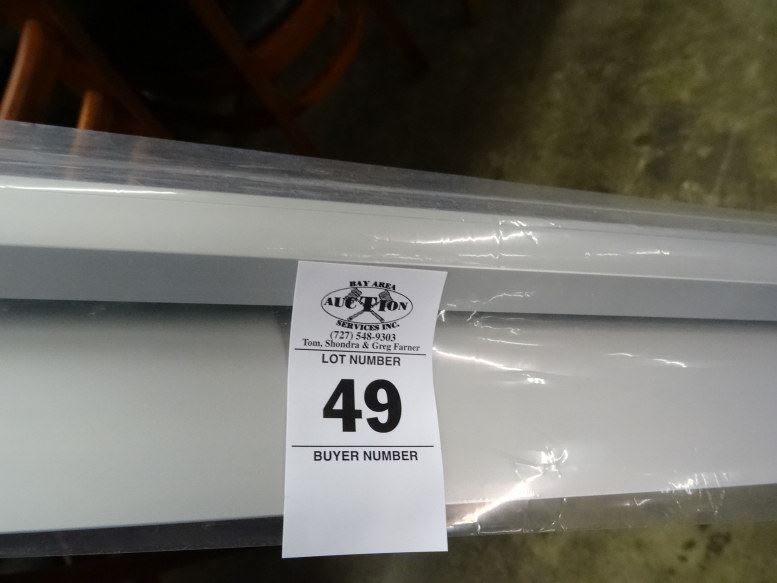 BAY AREA
AUCTION
SERVICES INC.
(727) 548-9303
Tom, Shondra & Greg Farner
LOT NUMBER
49
BUYER NUMBER